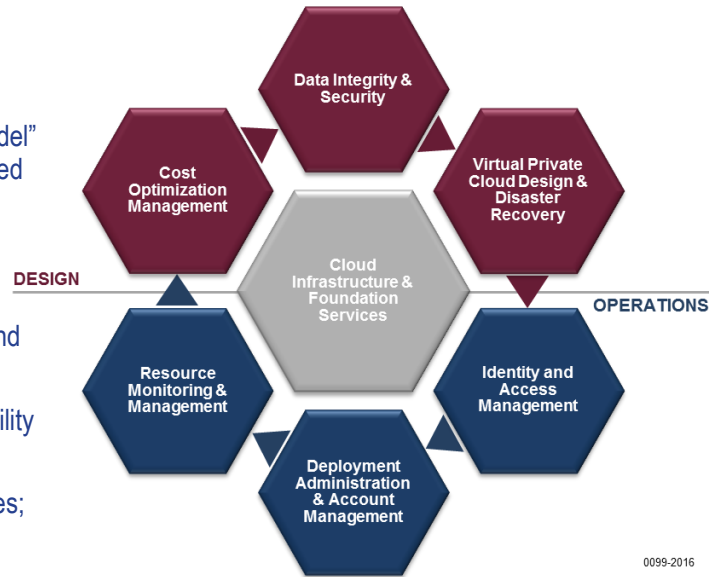 Data Integrity &
Security
del”
ed
Cost
Optimization
Management
Virtual Private
Cloud Design &
Disaster
Recovery
Cloud
Infrastructure &
Foundation
Services
DESIGN
OPERATIONS
nd
Resource
Monitoring &
Management
Identity and
Access
Management
ility
Deployment
Administration
& Account
Management
es;
0099-2016